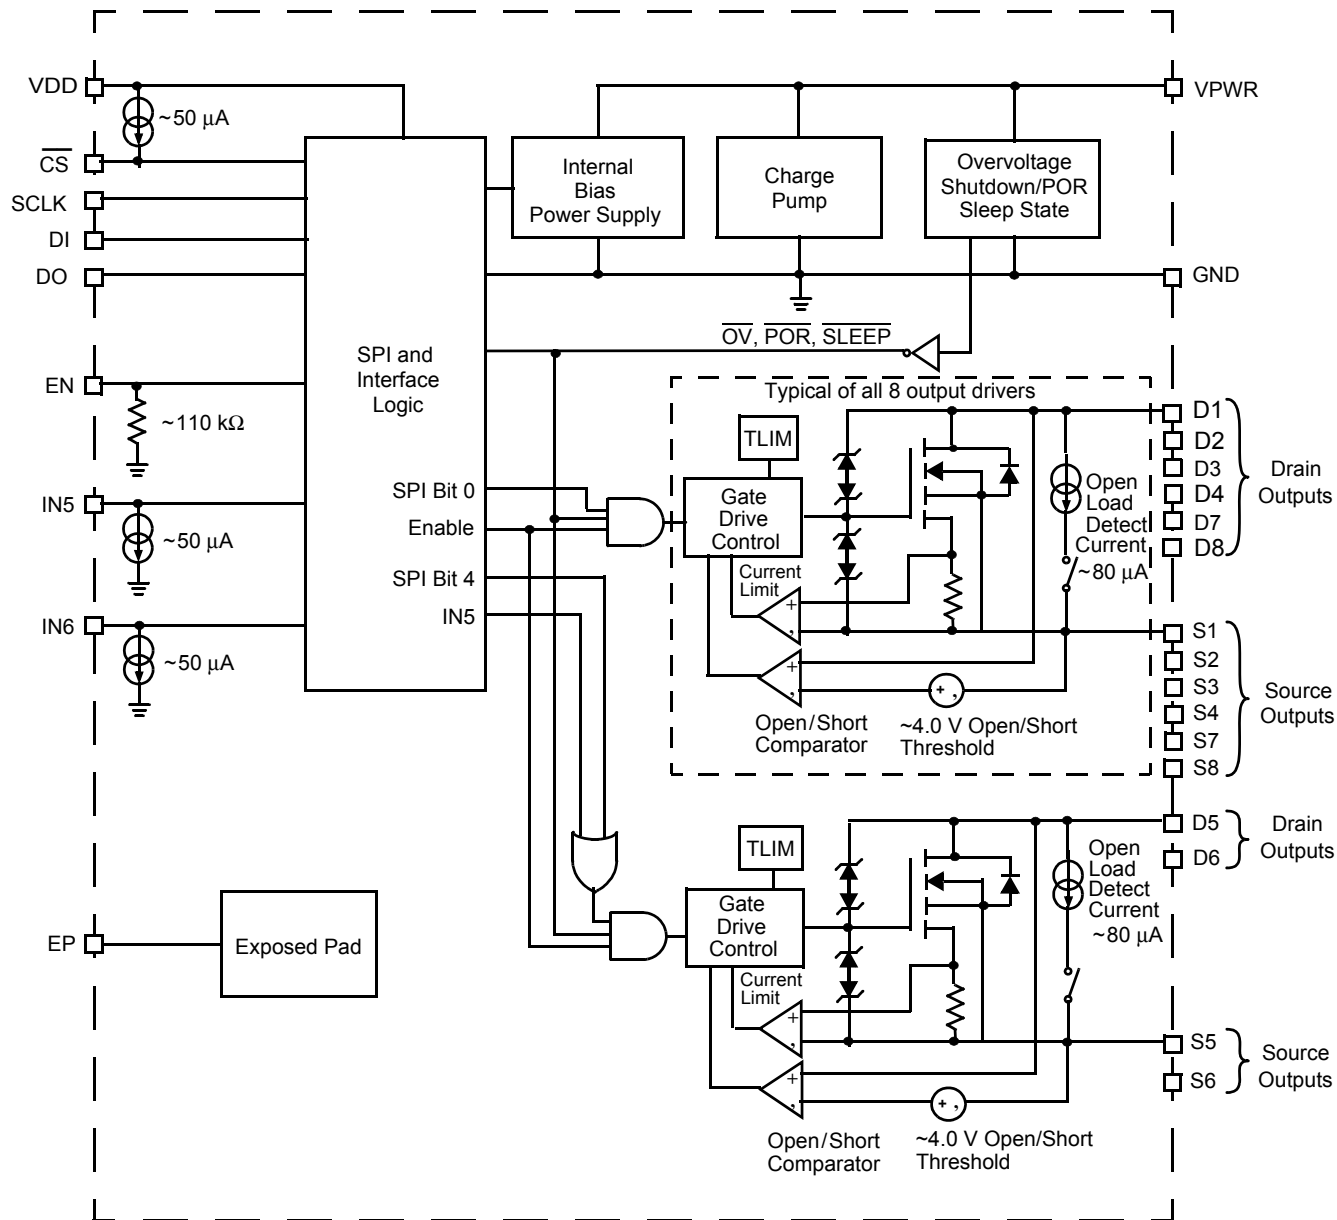 VDD
~50 μA
CS
SCLK
DI
DO
EN
~110 kΩ
IN5
~50 μA
IN6
~50 μA
EP
Exposed Pad
SPI and
Interface
Logic
SPI Bit 0
Enable
SPI Bit 4
IN5
Internal
Bias
Power Supply
Charge
Pump
Overvoltage
Shutdown/POR
Sleep State
VPWR
GND
OV, POR, SLEEP
Typical of all 8 output drivers
TLIM
Gate
Drive
Control
Current
Limit
+
,
+
,
+ ,
Open
Load
Detect
Current
~80 μA
Open/Short
Comparator
~4.0 V Open/Short
Threshold
D1
D2
D3
D4
D7
D8
Drain
Outputs
S1
S2
S3
S4
S7
S8
Source
Outputs
TLIM
Gate
Drive
Control
Current
Limit
+
,
+
,
+ ,
Open
Load
Detect
Current
~80 μA
Open/Short
Comparator
~4.0 V Open/Short
Threshold
D5
D6
Drain
Outputs
S5
S6
Source
Outputs